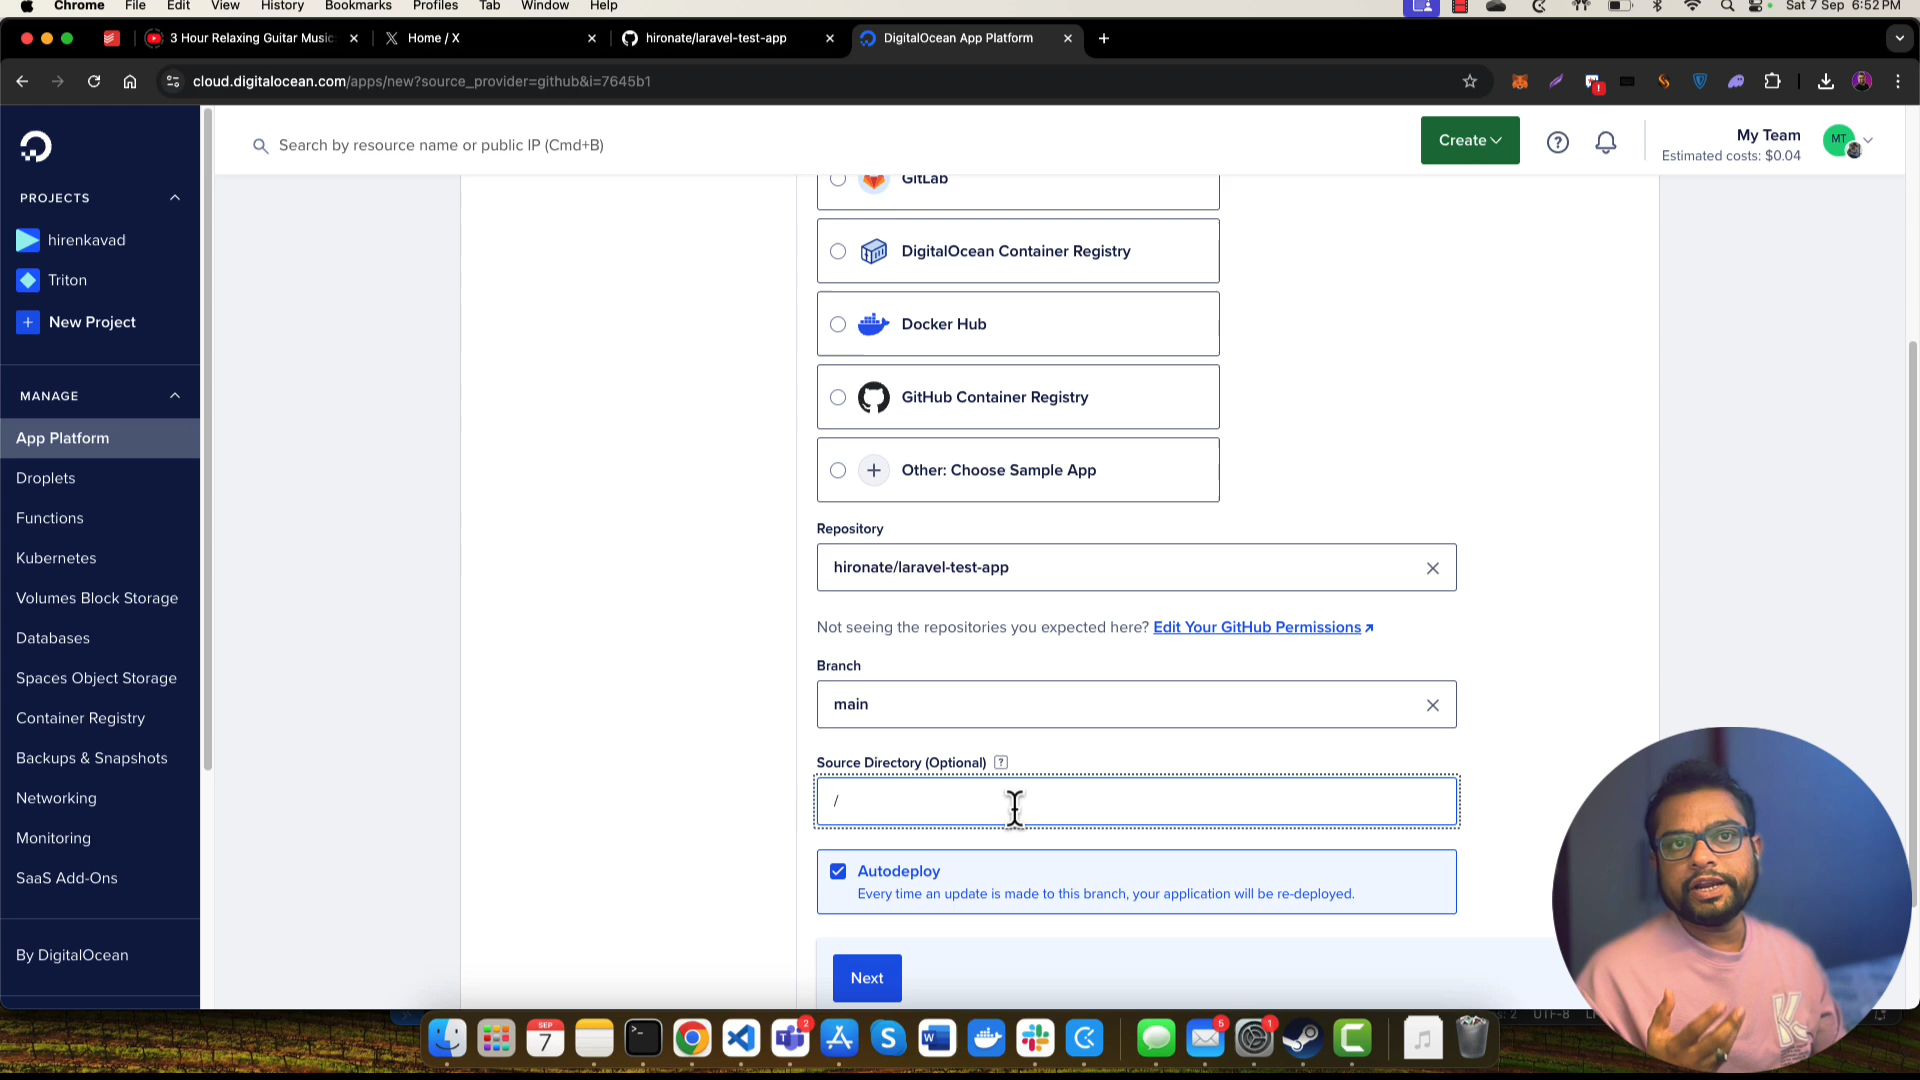 Chrome File Edit View History Bookmarks Profiles Tab Window Help
Sat 7 Sep 6:52 PM
3 Hour Relaxing Guitar Music:
Home / X
hironate/laravel-test-app
DigitalOcean App Platform
cloud.digitalocean.com/apps/new?source_provider=github&i=7645b1
Search by resource name or public IP (Cmd+B)
Create
My Team
Estimated costs: $0.04
MT
PROJECTS
hirenkavad
Triton
New Project
MANAGE
App Platform
Droplets
Functions
Kubernetes
Volumes Block Storage
Databases
Spaces Object Storage
Container Registry
Backups & Snapshots
Networking
Monitoring
SaaS Add-Ons
By DigitalOcean
GitLab
DigitalOcean Container Registry
Docker Hub
GitHub Container Registry
Other: Choose Sample App
Repository
hironate/laravel-test-app
Not seeing the repositories you expected here? Edit Your GitHub Permissions
Branch
main
Source Directory (Optional) ?
/
Autodeploy
Every time an update is made to this branch, your application will be re-deployed.
Next
UTF-8
SEP
7
2
5
1